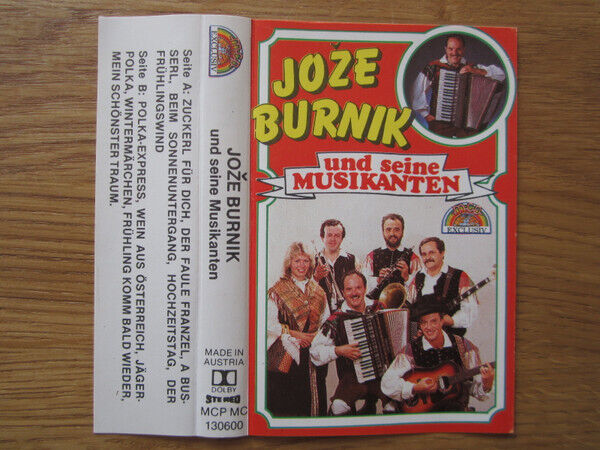 Seite A: ZUCKERL FÜR DICH, DER FAULE FRANZEL, A BUS-
SERL, BEIM SONNENUNTERGANG, HOCHZEITSTAG, DER
FRÜHLINGSWIND
Seite B: POLKA-EXPRESS, WEIN AUS ÖSTERREICH, JÄGER-
POLKA, WINTERMÄRCHEN, FRÜHLING KOMM BALD WIEDER,
MEIN SCHÖNSTER TRAUM.
EXCLUSIV
JOŽE BURNIK
und seine Musikanten
MADE IN
AUSTRIA
DOLBY
STEREO
MCP MC
130600
JOŽE
BURNIK
und seine
MUSIKANTEN
EXCLUSIV